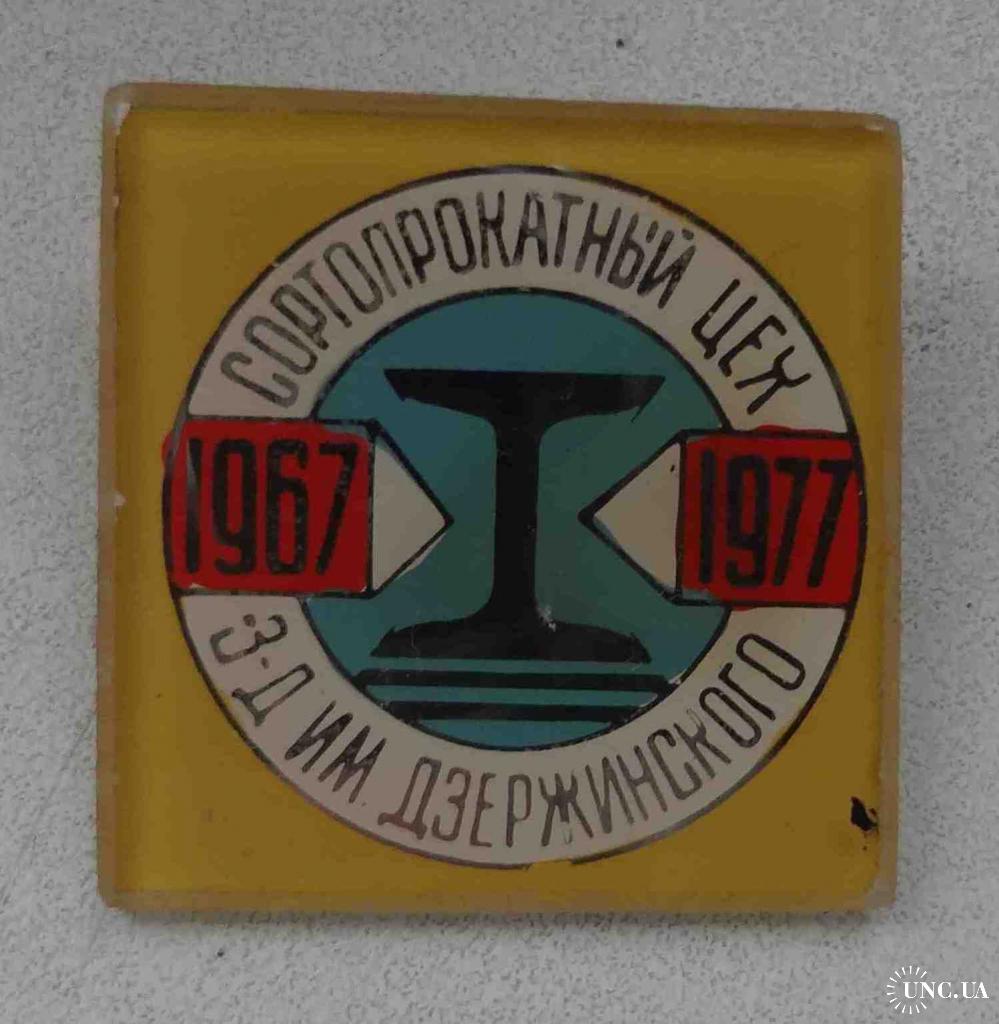 СОРТОПРОКАТНЫЙ ЦЕХ
1967
1977
З-Д ИМ. ДЗЕРЖИНСКОГО
UNC.UA